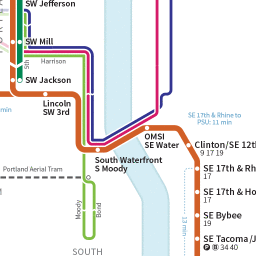 SW Jefferson
SW Mill
5th
Harrison
SW Jackson
min
Lincoln
SW 3rd
SE 17th & Rhine to
PSU: 11 min
OMSI
SE Water
Clinton/SE 12th
9 17 19
South Waterfront
S Moody
Portland Aerial Tram
SE 17th & Rh
17
SE 17th & Ho
17
SE Bybee
19
SE Tacoma/J
34 40
13 min
Moody
Bond
SOUTH